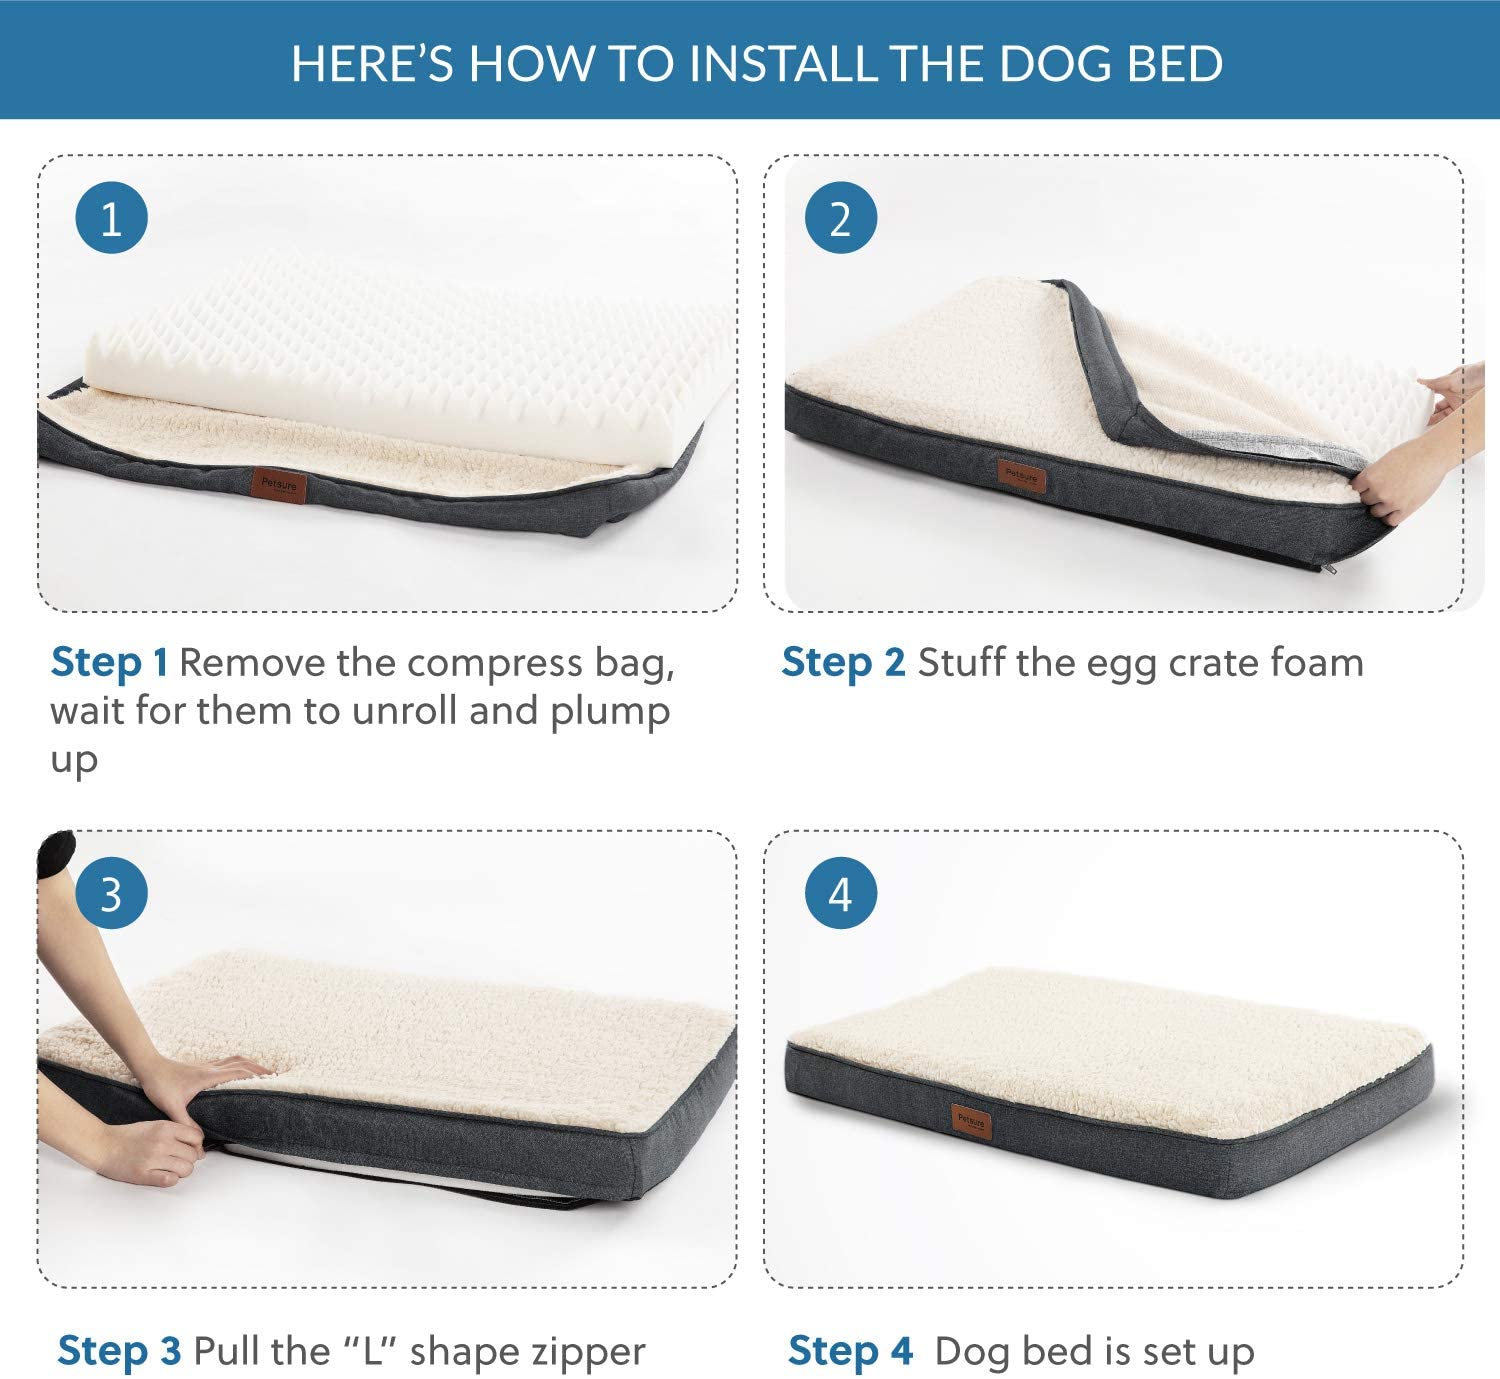 HERE’S HOW TO INSTALL THE DOG BED
1
2
Petsure
Petsure
Step 1 Remove the compress bag,
wait for them to unroll and plump
up
Step 2 Stuff the egg crate foam
3
4
Petsure
Step 3 Pull the “L” shape zipper
Step 4 Dog bed is set up